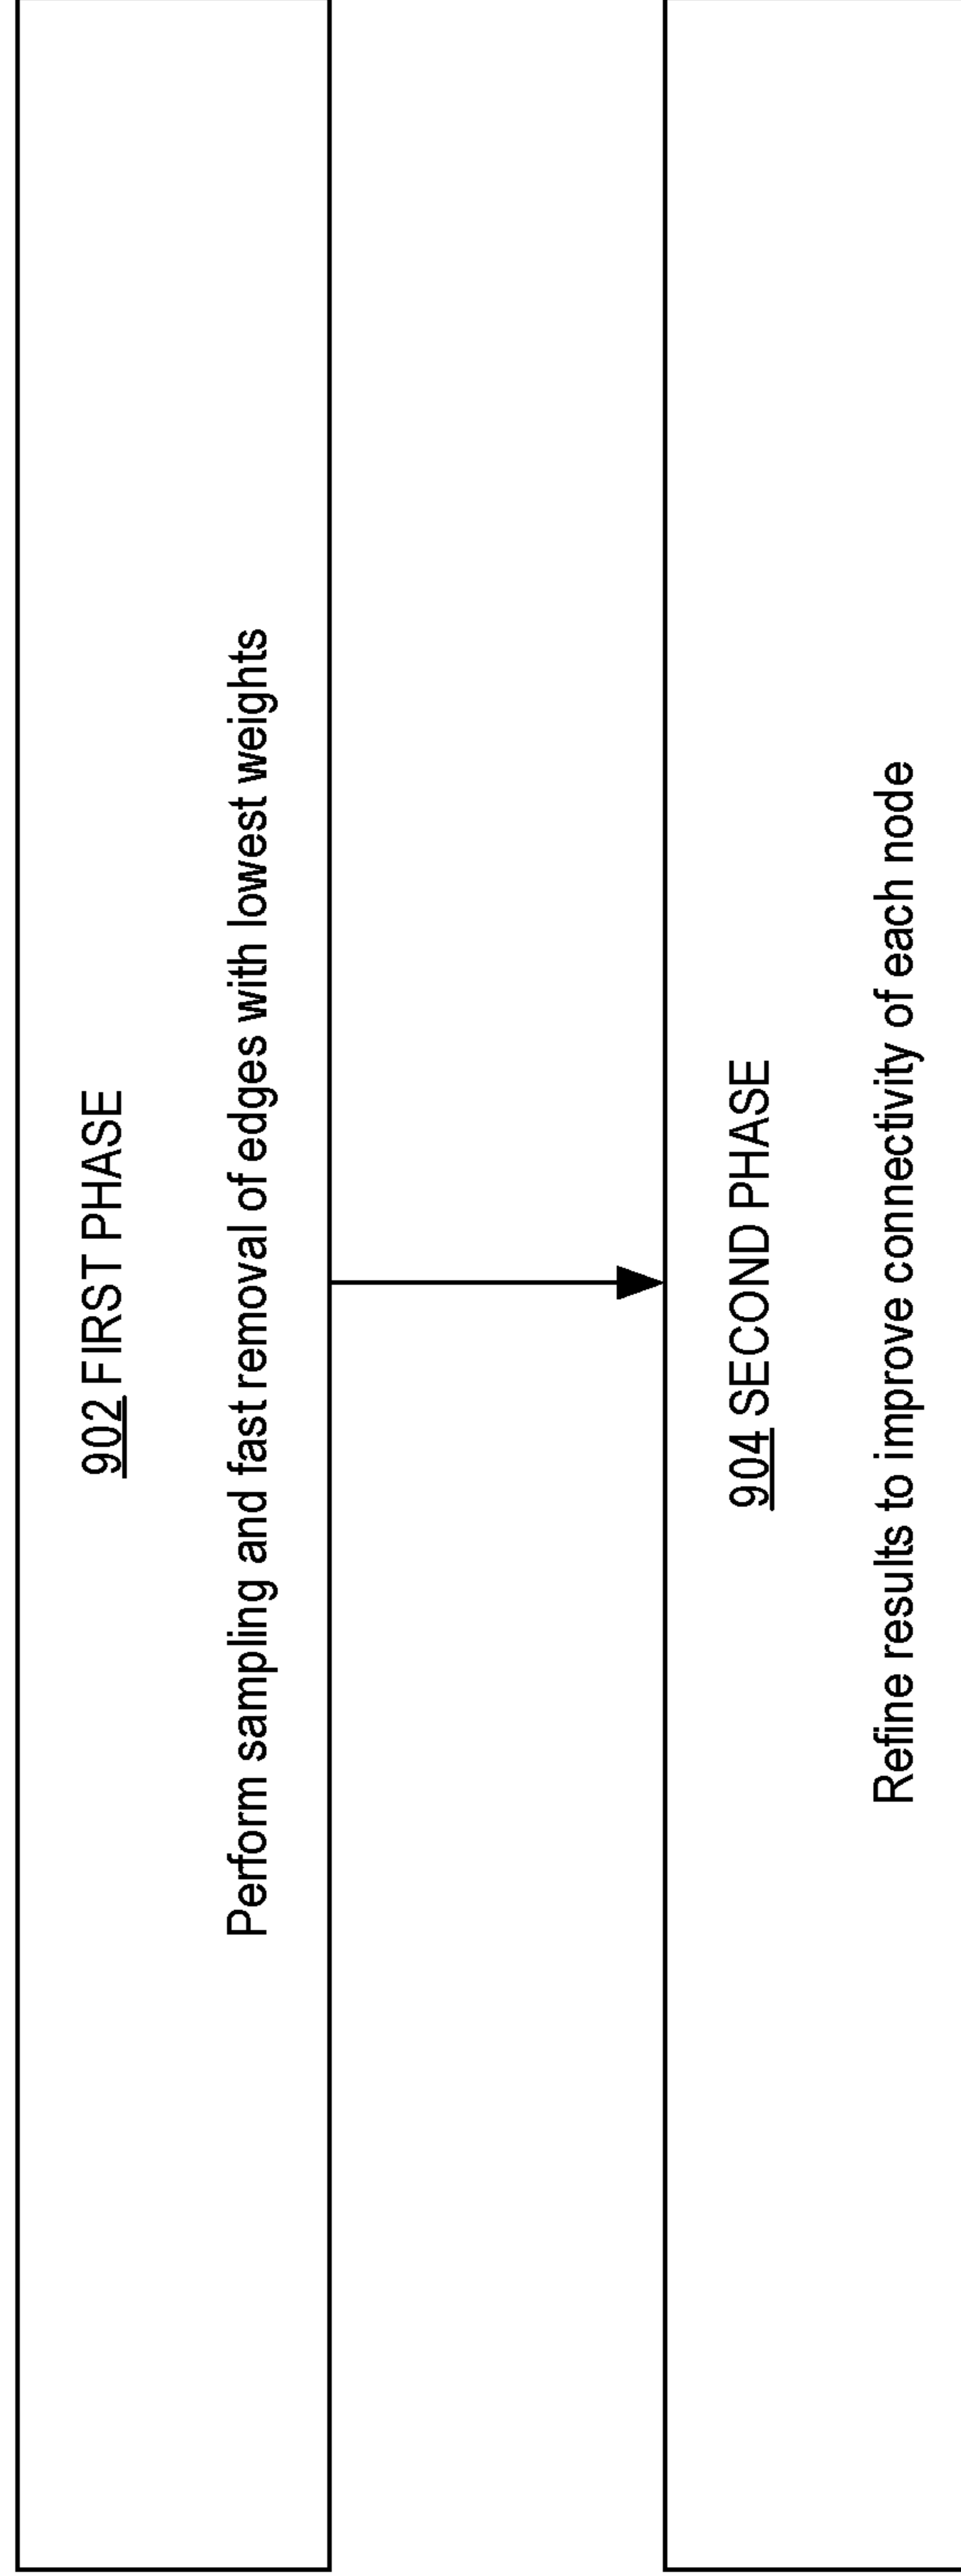 902 FIRST PHASE
Perform sampling and fast removal of edges with lowest weights
904 SECOND PHASE
Refine results to improve connectivity of each node